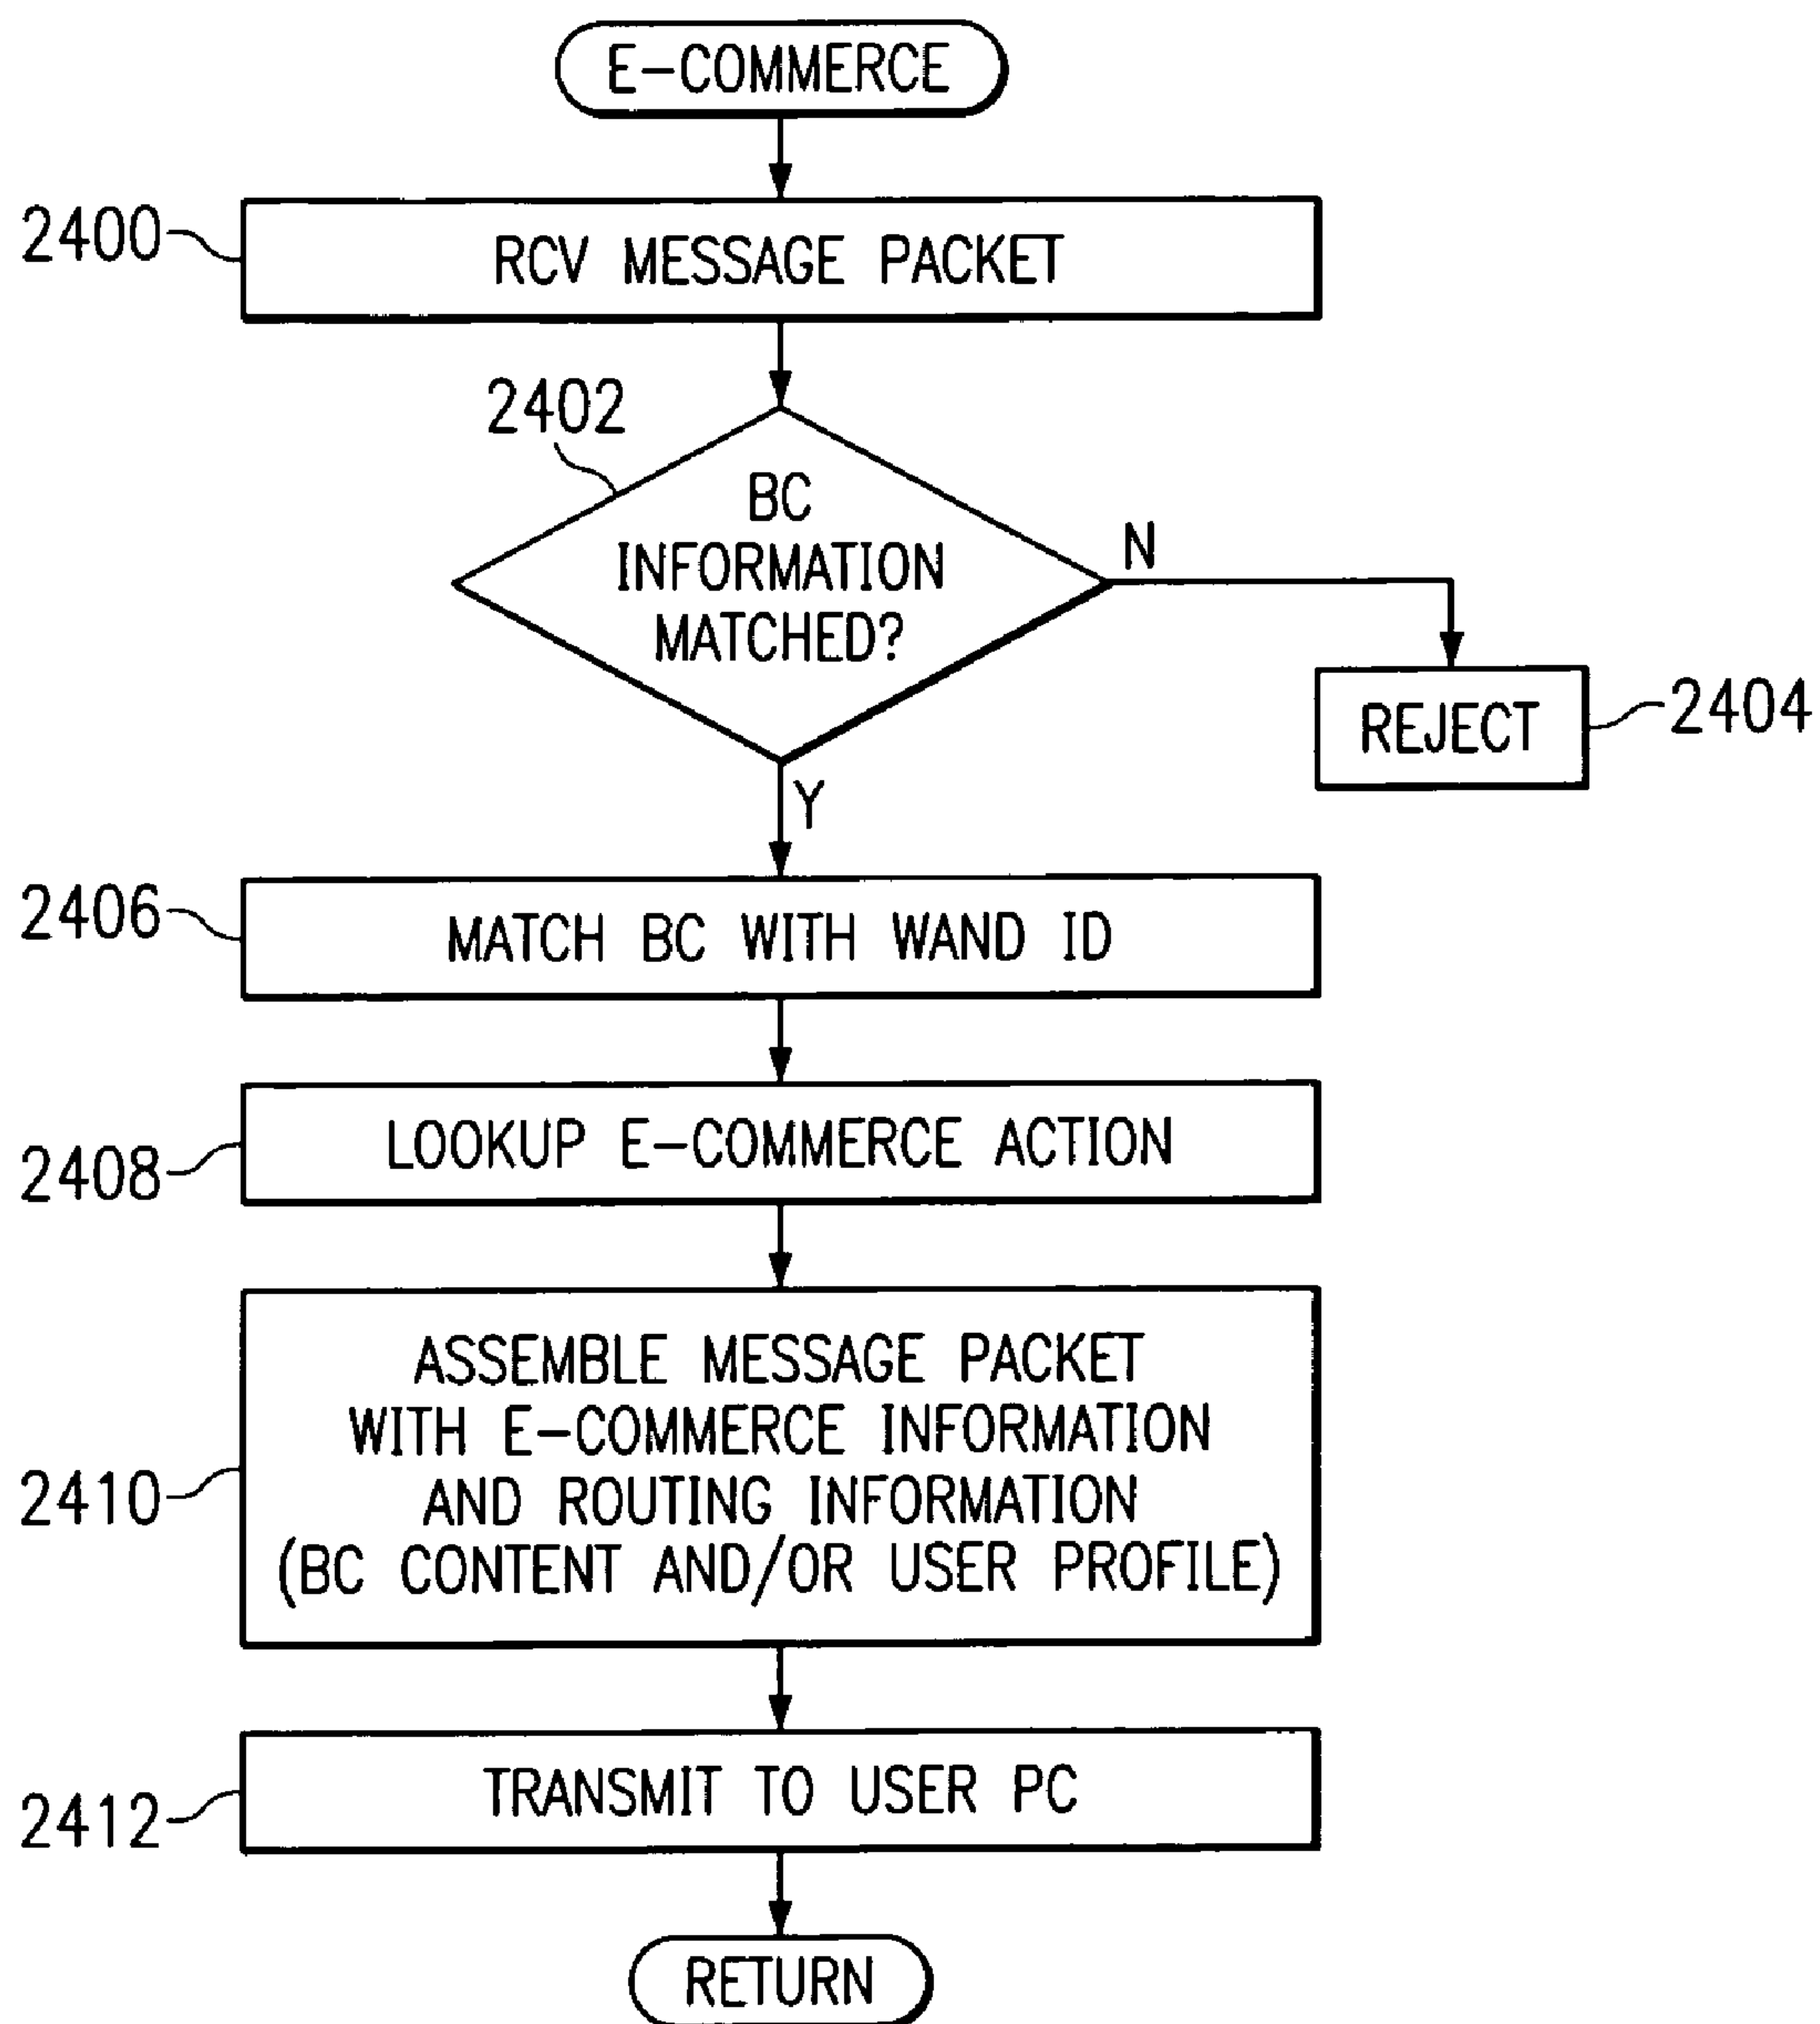 E-COMMERCE
2400
RCV MESSAGE PACKET
2402
BC
INFORMATION
MATCHED?
N
REJECT
2404
Y
2406
MATCH BC WITH WAND ID
2408
LOOKUP E-COMMERCE ACTION
2410
ASSEMBLE MESSAGE PACKET
WITH E-COMMERCE INFORMATION
AND ROUTING INFORMATION
(BC CONTENT AND/OR USER PROFILE)
2412
TRANSMIT TO USER PC
RETURN